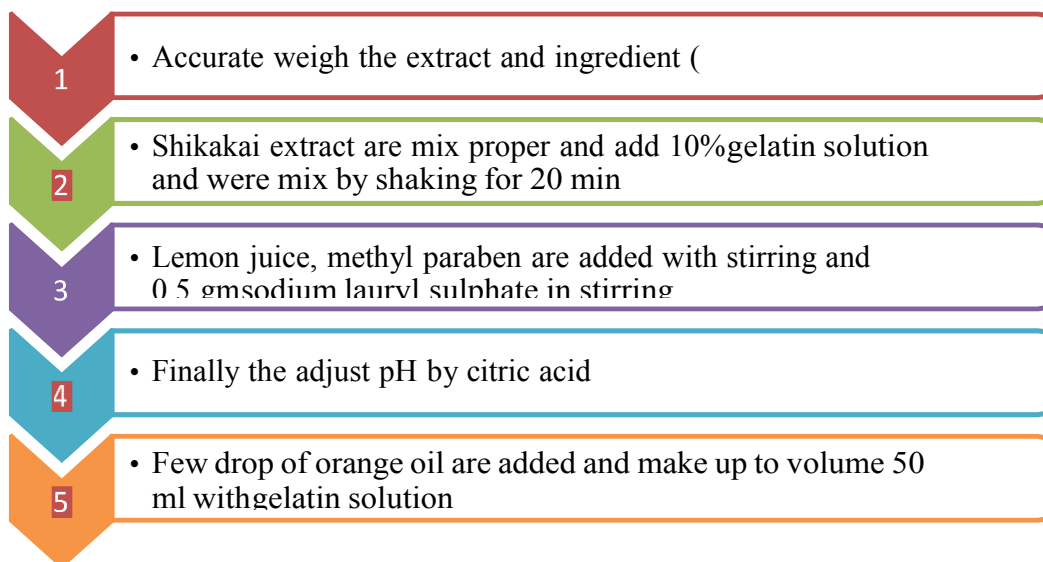 1
• Accurate weigh the extract and ingredient (
2
• Shikakai extract are mix proper and add 10%gelatin solution
and were mix by shaking for 20 min
3
• Lemon juice, methyl paraben are added with stirring and
0.5 gmsodium lauryl sulphate in stirring
4
• Finally the adjust pH by citric acid
5
• Few drop of orange oil are added and make up to volume 50
ml withgelatin solution